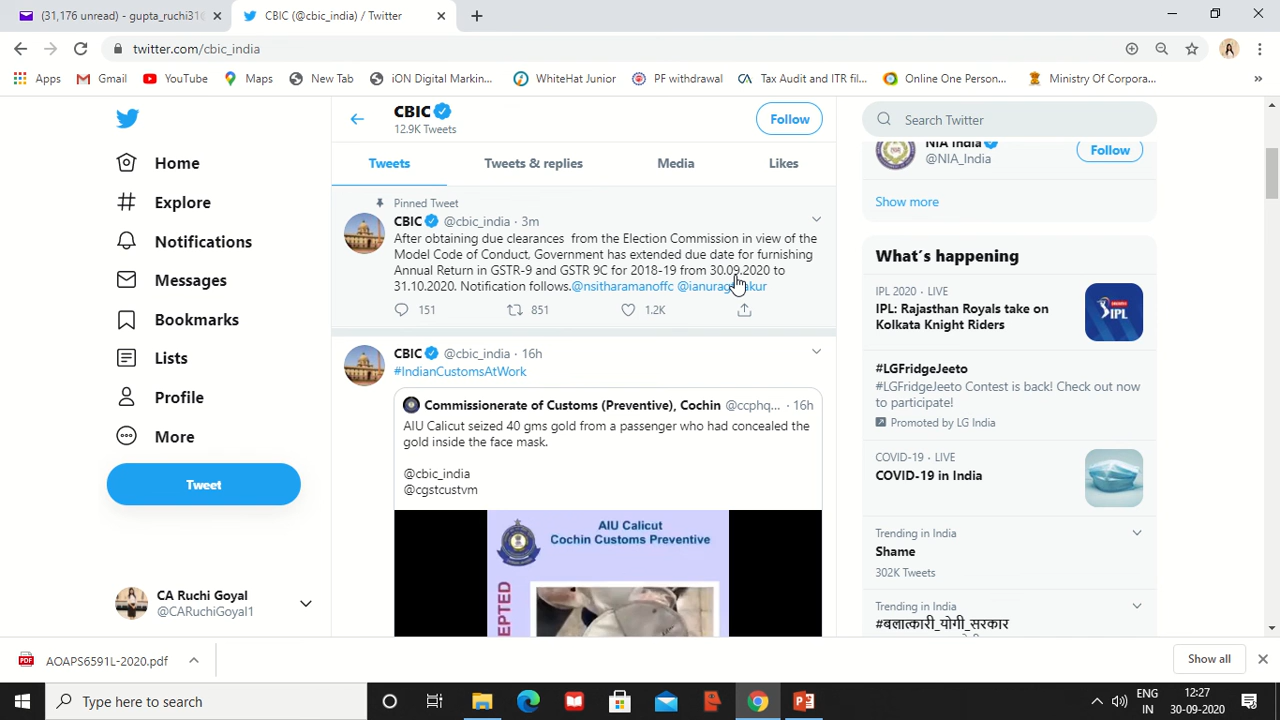 (31,176 unread) - gupta_ruchi31
CBIC (@cbic_india) / Twitter
twitter.com/cbic_india
Apps
Gmail
YouTube
Maps
New Tab
iON Digital Markin...
WhiteHat Junior
PF withdrawal
Tax Audit and ITR fil...
Online One Person...
Ministry Of Corpora...
»
Home
Explore
Notifications
Messages
Bookmarks
Lists
Profile
More
Tweet
CA Ruchi Goyal
@CARuchiGoyal1
CBIC
12.9K Tweets
Follow
Tweets
Tweets & replies
Media
Likes
Pinned Tweet
CBIC @cbic_india · 3m
After obtaining due clearances from the Election Commission in view of the
Model Code of Conduct, Government has extended due date for furnishing
Annual Return in GSTR-9 and GSTR 9C for 2018-19 from 30.09.2020 to
31.10.2020. Notification follows.@nsitharamanoffc
151
851
1.2K
CBIC @cbic_india · 16h
#IndianCustomsAtWork
Commissionerate of Customs (Preventive), Cochin @ccphq... · 16h
AIU Calicut seized 40 gms gold from a passenger who had concealed the
gold inside the face mask.
@cbic_india
@cgstcustvm
AIU Calicut
Cochin Customs Preventive
Search Twitter
NIA India
@NIA_India
Follow
Show more
What's happening
IPL 2020 · LIVE
IPL: Rajasthan Royals take on
Kolkata Knight Riders
IPL
#LGFridgeJeeto
#LGFridgeJeeto Contest is back! Check out now
to participate!
Promoted by LG India
COVID-19 · LIVE
COVID-19 in India
Trending in India
Shame
302K Tweets
Trending in India
#बलात्कारी_योगी_सरकार
AOAPS6591L-2020.pdf
Show all
Type here to search
ENG
IN
12:27
30-09-2020